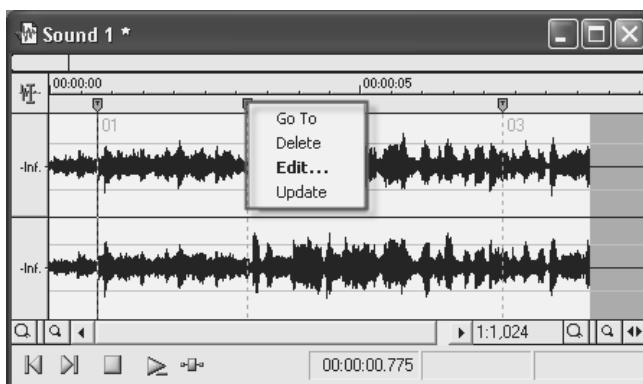 Sound 1 *
00:00:00 00:00:05
01 03
Go To
Delete
Edit...
Update
-Inf.
-Inf.
1:1,024
00:00:00.775